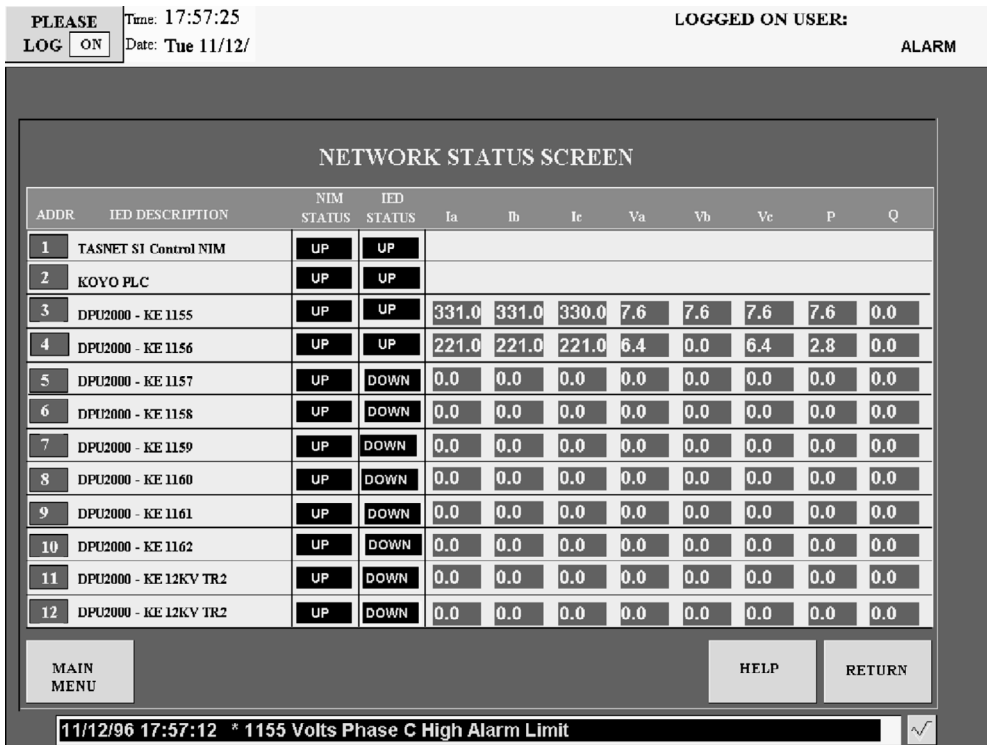 PLEASE
LOG ON
Time: 17:57:25
Date: Tue 11/12/
LOGGED ON USER:
ALARM
NETWORK STATUS SCREEN
ADDR IED DESCRIPTION NIM STATUS IED STATUS Ia Ib Ic Va Vb Vc P Q
1 TASNET S1 Control NIM UP UP
2 KOYO PLC UP UP
3 DPU2000 - KE 1155 UP UP 331.0 331.0 330.0 7.6 7.6 7.6 7.6 0.0
4 DPU2000 - KE 1156 UP UP 221.0 221.0 221.0 6.4 0.0 6.4 2.8 0.0
5 DPU2000 - KE 1157 UP DOWN 0.0 0.0 0.0 0.0 0.0 0.0 0.0 0.0
6 DPU2000 - KE 1158 UP DOWN 0.0 0.0 0.0 0.0 0.0 0.0 0.0 0.0
7 DPU2000 - KE 1159 UP DOWN 0.0 0.0 0.0 0.0 0.0 0.0 0.0 0.0
8 DPU2000 - KE 1160 UP DOWN 0.0 0.0 0.0 0.0 0.0 0.0 0.0 0.0
9 DPU2000 - KE 1161 UP DOWN 0.0 0.0 0.0 0.0 0.0 0.0 0.0 0.0
10 DPU2000 - KE 1162 UP DOWN 0.0 0.0 0.0 0.0 0.0 0.0 0.0 0.0
11 DPU2000 - KE 12KV TR2 UP DOWN 0.0 0.0 0.0 0.0 0.0 0.0 0.0 0.0
12 DPU2000 - KE 12KV TR2 UP DOWN 0.0 0.0 0.0 0.0 0.0 0.0 0.0 0.0
MAIN
MENU
HELP
RETURN
11/12/96 17:57:12 * 1155 Volts Phase C High Alarm Limit